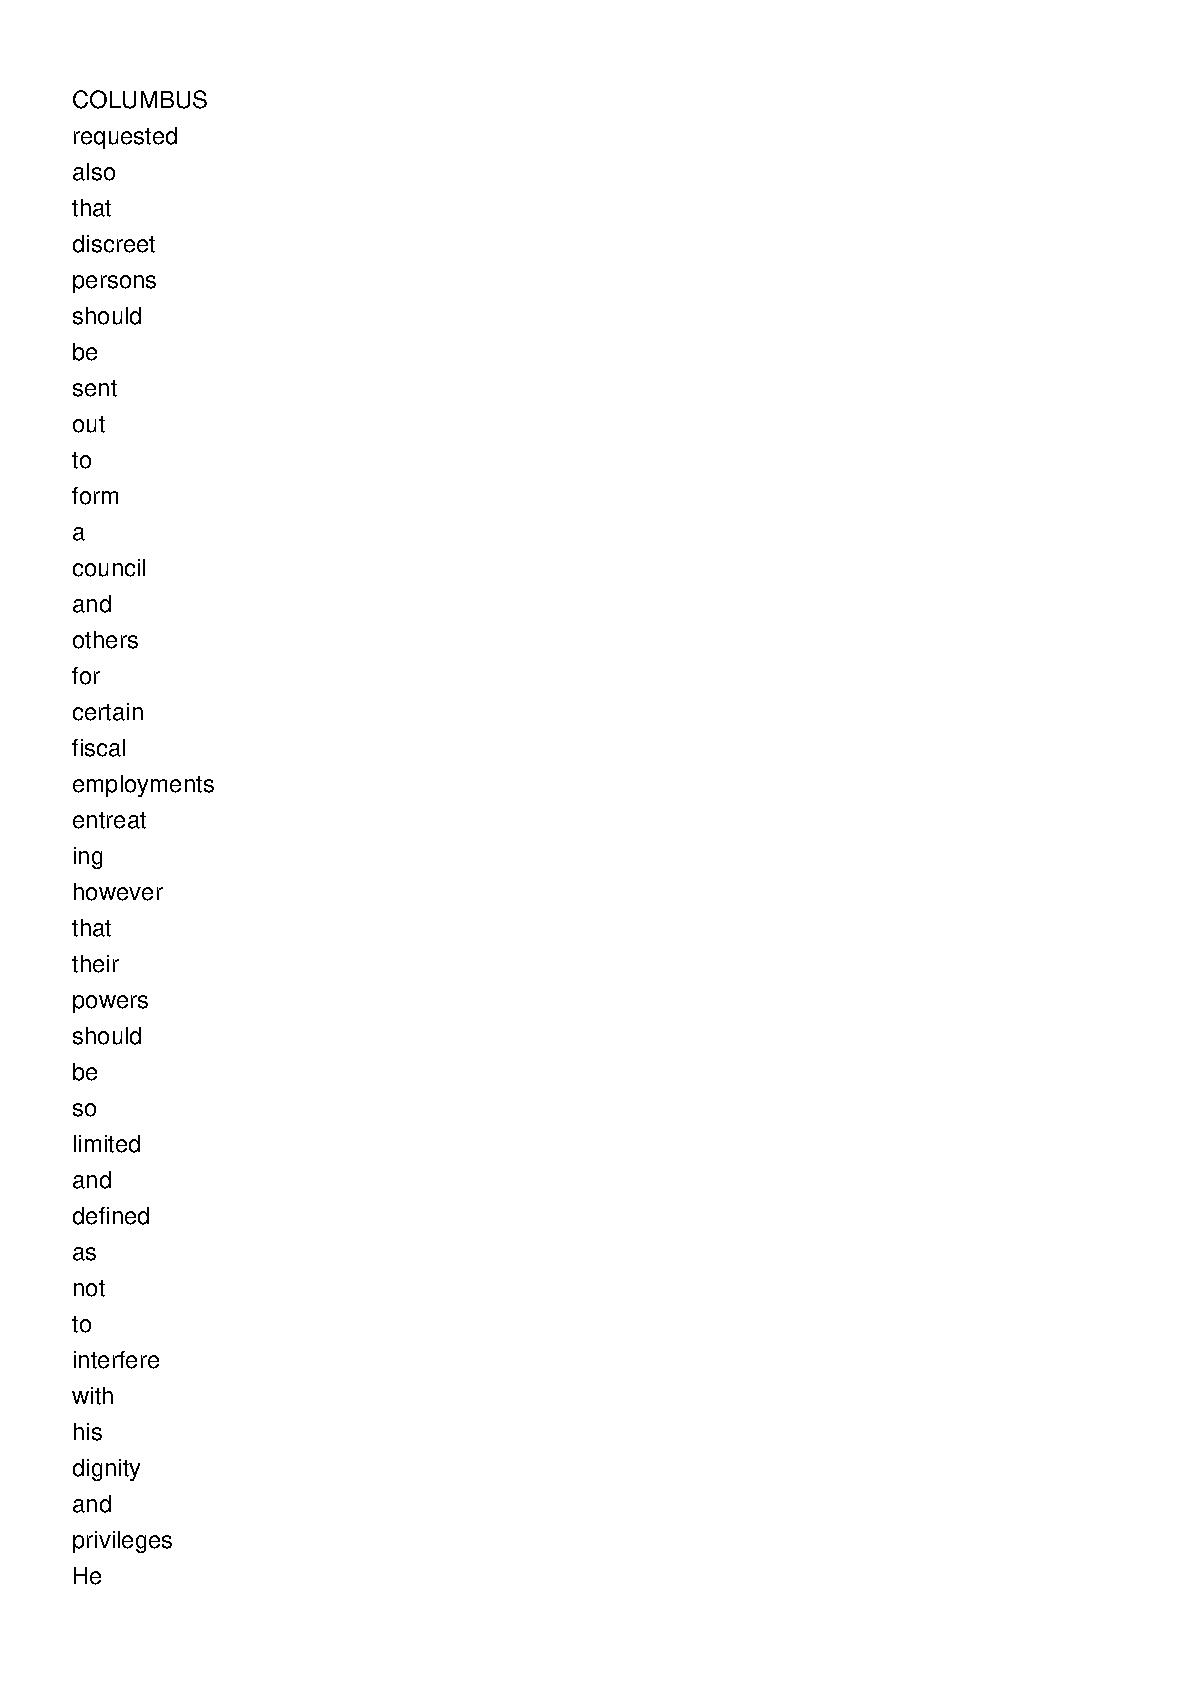 COLUMBUS
requested
also
that
discreet
persons
should
be
sent
out
to
form
a
council
and
others
for
certain
fiscal
employments
entreat
ing
however
that
their
powers
should
be
so
limited
and
defined
as
not
to
interfere
with
his
dignity
and
privileges
He